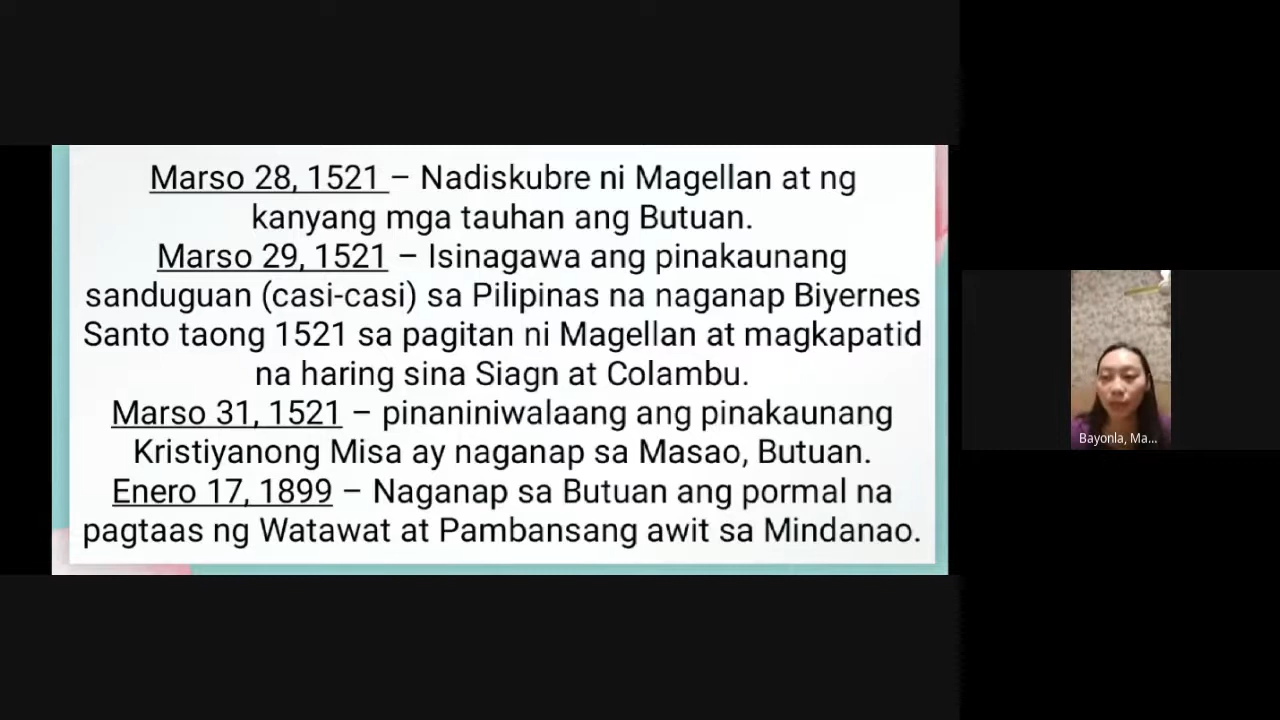 Marso 28, 1521 – Nadiskubre ni Magellan at ng
kanyang mga tauhan ang Butuan.
Marso 29, 1521 – Isinagawa ang pinakaunang
sanduguan (casi-casi) sa Pilipinas na naganap Biyernes
Santo taong 1521 sa pagitan ni Magellan at magkapatid
na haring sina Siagn at Colambu.
Marso 31, 1521 – pinaniniwalaang ang pinakaunang
Kristiyanong Misa ay naganap sa Masao, Butuan.
Enero 17, 1899 – Naganap sa Butuan ang pormal na
pagtaas ng Watawat at Pambansang awit sa Mindanao.
Bayonla, Ma...